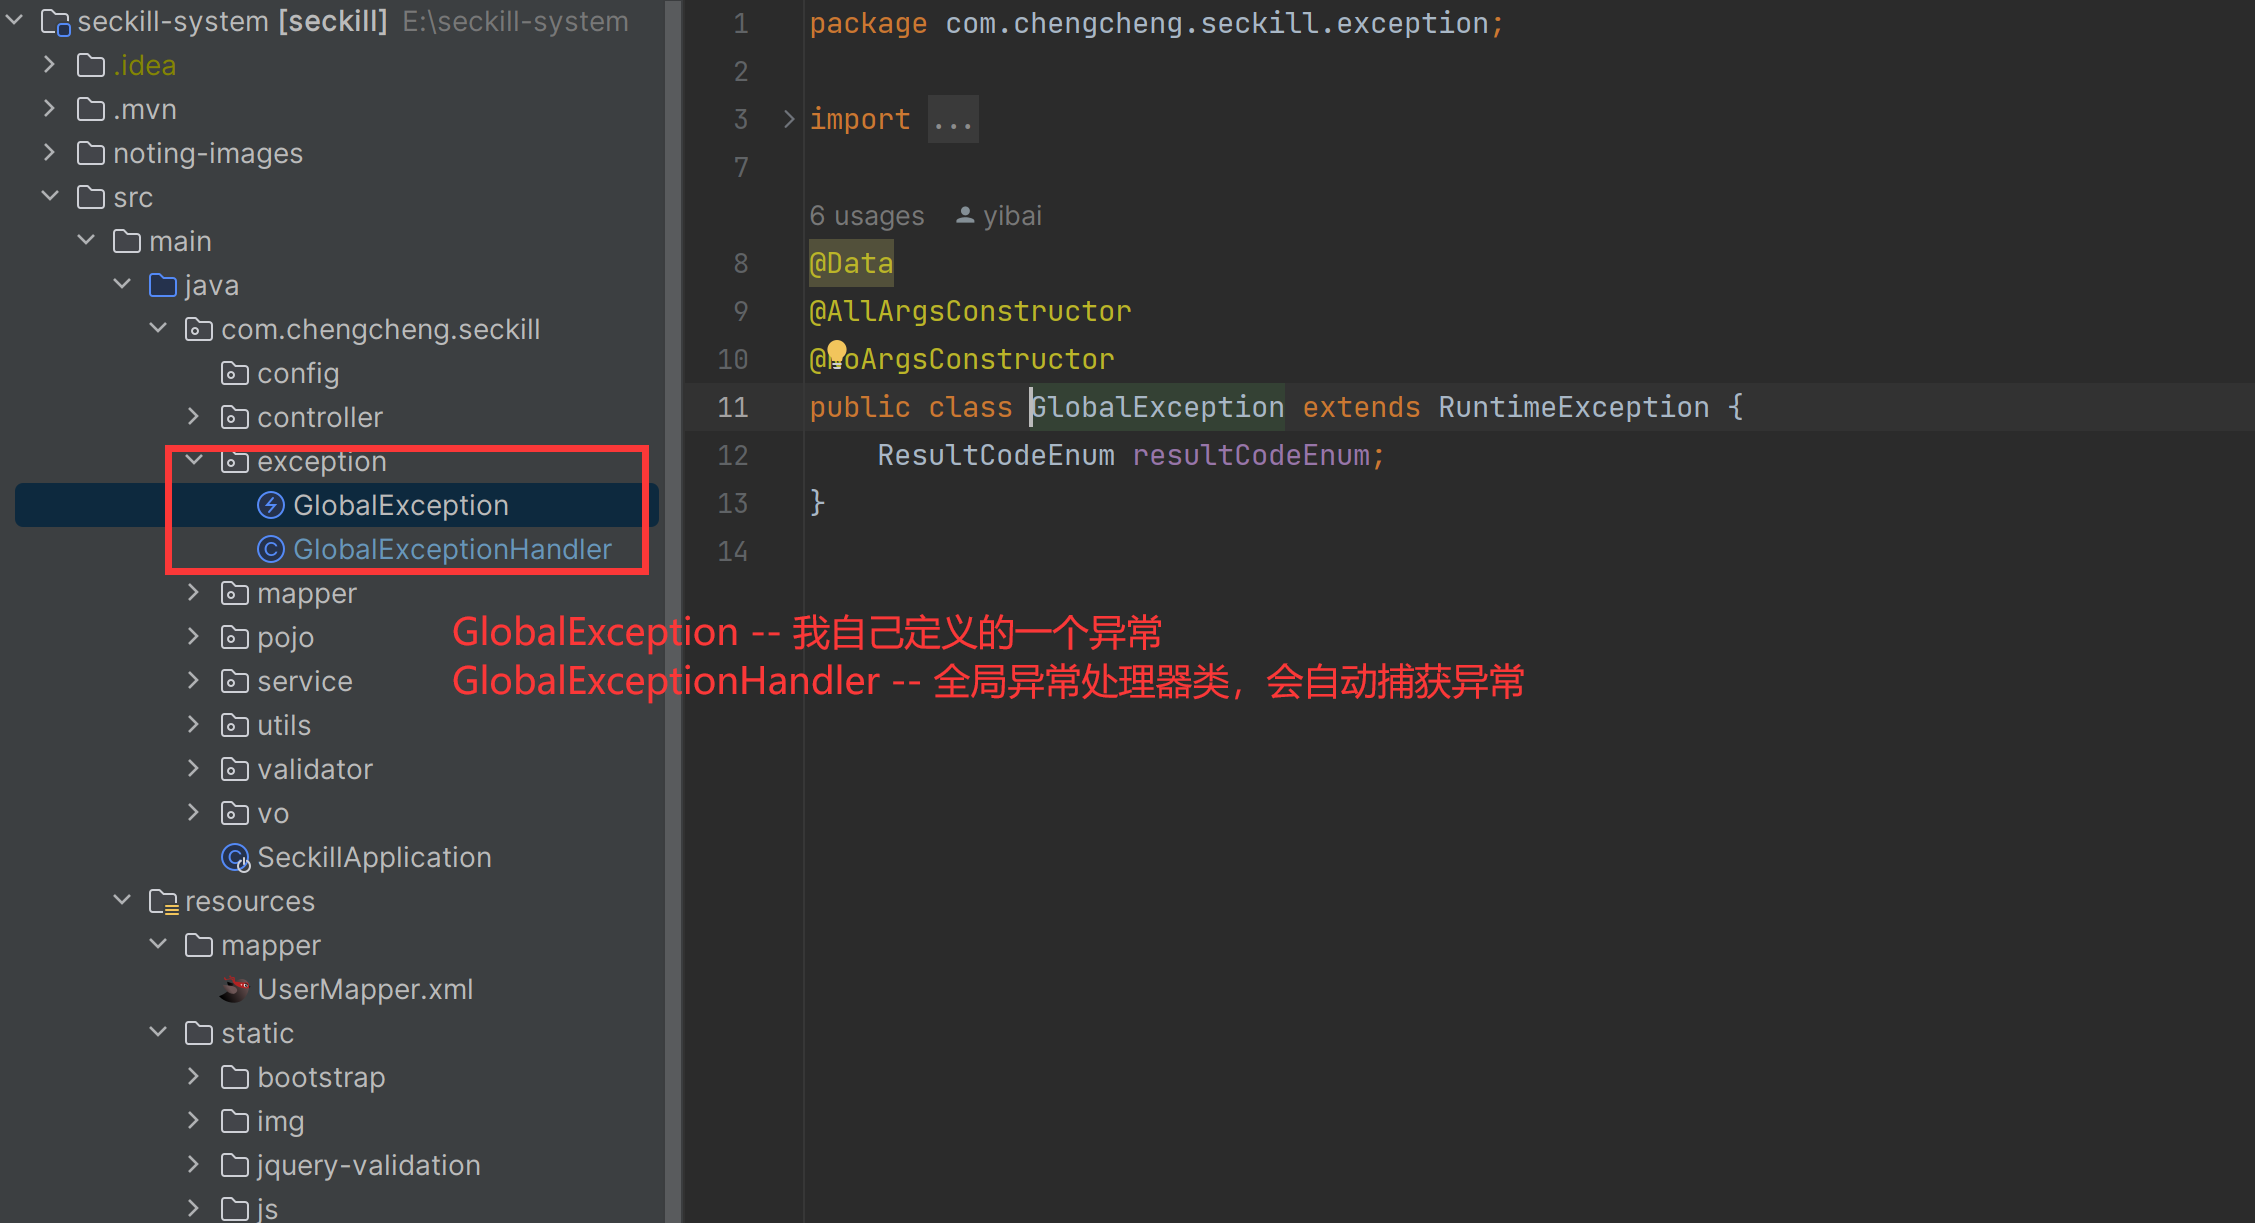 seckill-system [seckill] E:\seckill-system
.idea
.mvn
noting-images
src
main
java
com.chengcheng.seckill
config
controller
exception
GlobalException
GlobalExceptionHandler
mapper
pojo
service
utils
validator
vo
SeckillApplication
resources
mapper
UserMapper.xml
static
bootstrap
img
jquery-validation
js
1 package com.chengcheng.seckill.exception;
2
3 import ...
7
6 usages yibai
8 @Data
9 @AllArgsConstructor
10 @NoArgsConstructor
11 public class GlobalException extends RuntimeException {
12 ResultCodeEnum resultCodeEnum;
13 }
14
GlobalException -- 我自己定义的一个异常
GlobalExceptionHandler -- 全局异常处理器类，会自动捕获异常